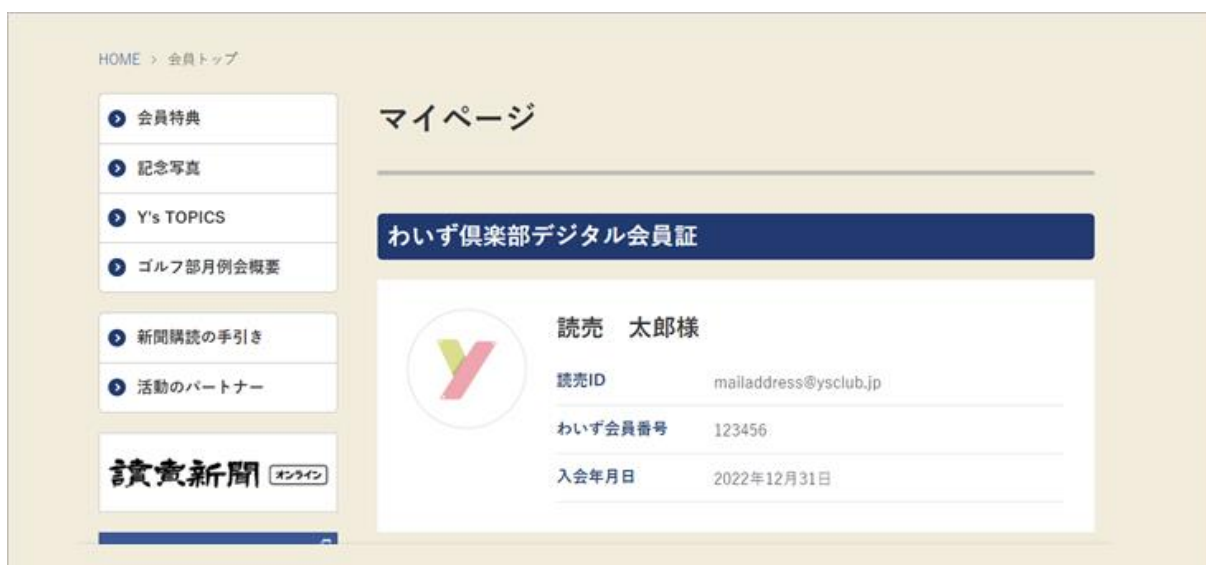 HOME > 会員トップ
会員特典
記念写真
Y's TOPICS
ゴルフ部月例会概要
新聞購読の手引き
活動のパートナー
讀賣新聞 オンライン
マイページ
わいず倶楽部デジタル会員証
y
読売　太郎様
読売ID mailaddress@ysclub.jp
わいず会員番号 123456
入会年月日 2022年12月31日